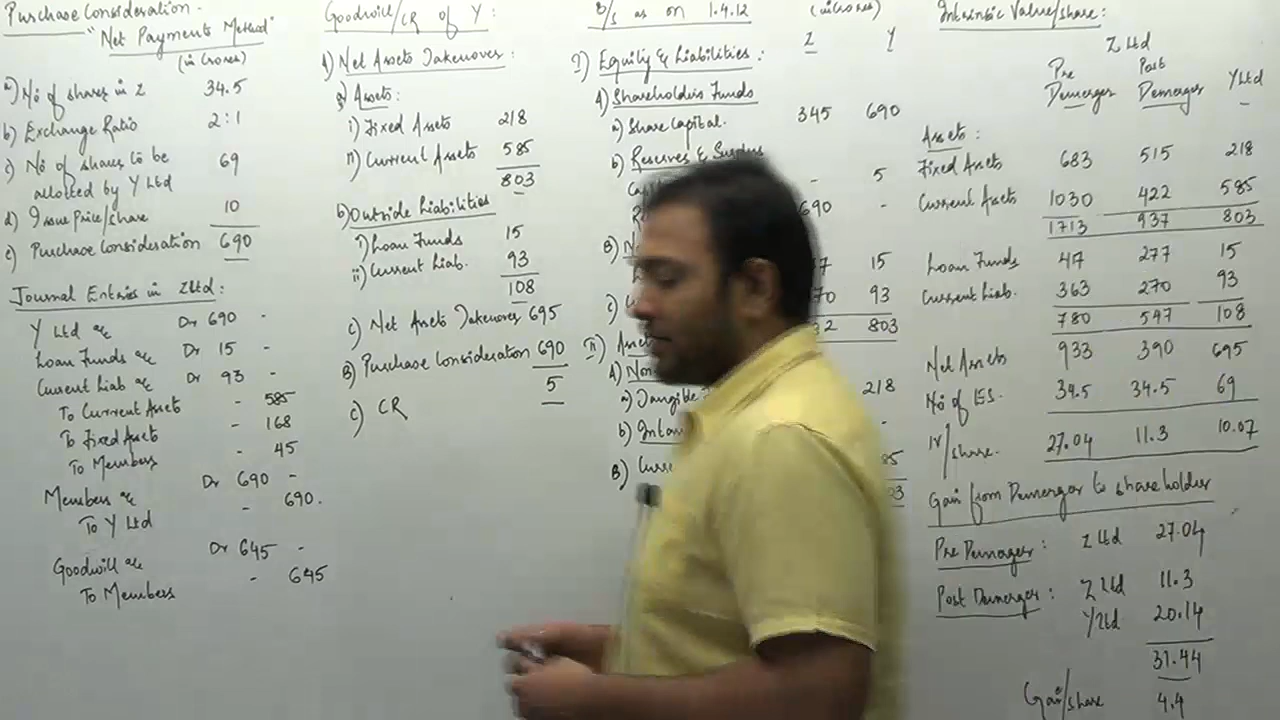 Purchase Consideration.
"Net Payments Method"
(in Crores)
a) No of shares in Z 34.5
b) Exchange Ratio 2:1
c) No of shares to be
allotted by Y Ltd 69
d) Issue Price/share 10
e) Purchase Consideration 690
Journal Entries in ZLtd:
Y Ltd a/c Dr 690 -
Loan Funds a/c Dr 15 -
Current Liab a/c Dr 93 -
To Current Assets - 585
To Fixed Assets - 168
To Members - 45
Members a/c Dr 690 -
To Y Ltd - 690.
Goodwill a/c Dr 645 -
To Members - 645
Goodwill/CR of Y:
1) Net Assets Takeover:
a) Assets:
i) Fixed Assets 218
ii) Current Assets 585
803
b) Outside Liabilities
i) Loan Funds 15
ii) Current Liab. 93
108
c) Net Assets Takeover 695
B) Purchase Consideration 690
5
c) CR
B/S as on 1.4.12 (in Crores)
Z Y
I) Equity & Liabilities:
A) Shareholders Funds
a) Share Capital. 345 690
b) Reserves & Surplus
- 5
690 -
B)
15
93
803
II)
A)
a) Tangible 218
b) -
B)
Intrinsic Value/share:
Z Ltd
Pre Demerger Post Demerger Y Ltd
Assets:
Fixed Assets 683 515 218
Current Assets 1030 422 585
1713 937 803
Loan Funds 417 277 15
Current Liab. 363 270 93
780 547 108
Net Assets 933 390 695
No of E.S. 34.5 34.5 69
IV/share. 27.04 11.3 10.07
Gain from Demerger to shareholder
Pre Demerger: Z Ltd 27.04
Post Demerger: Z Ltd 11.3
Y Ltd 20.14
31.44
Gain/share 4.4